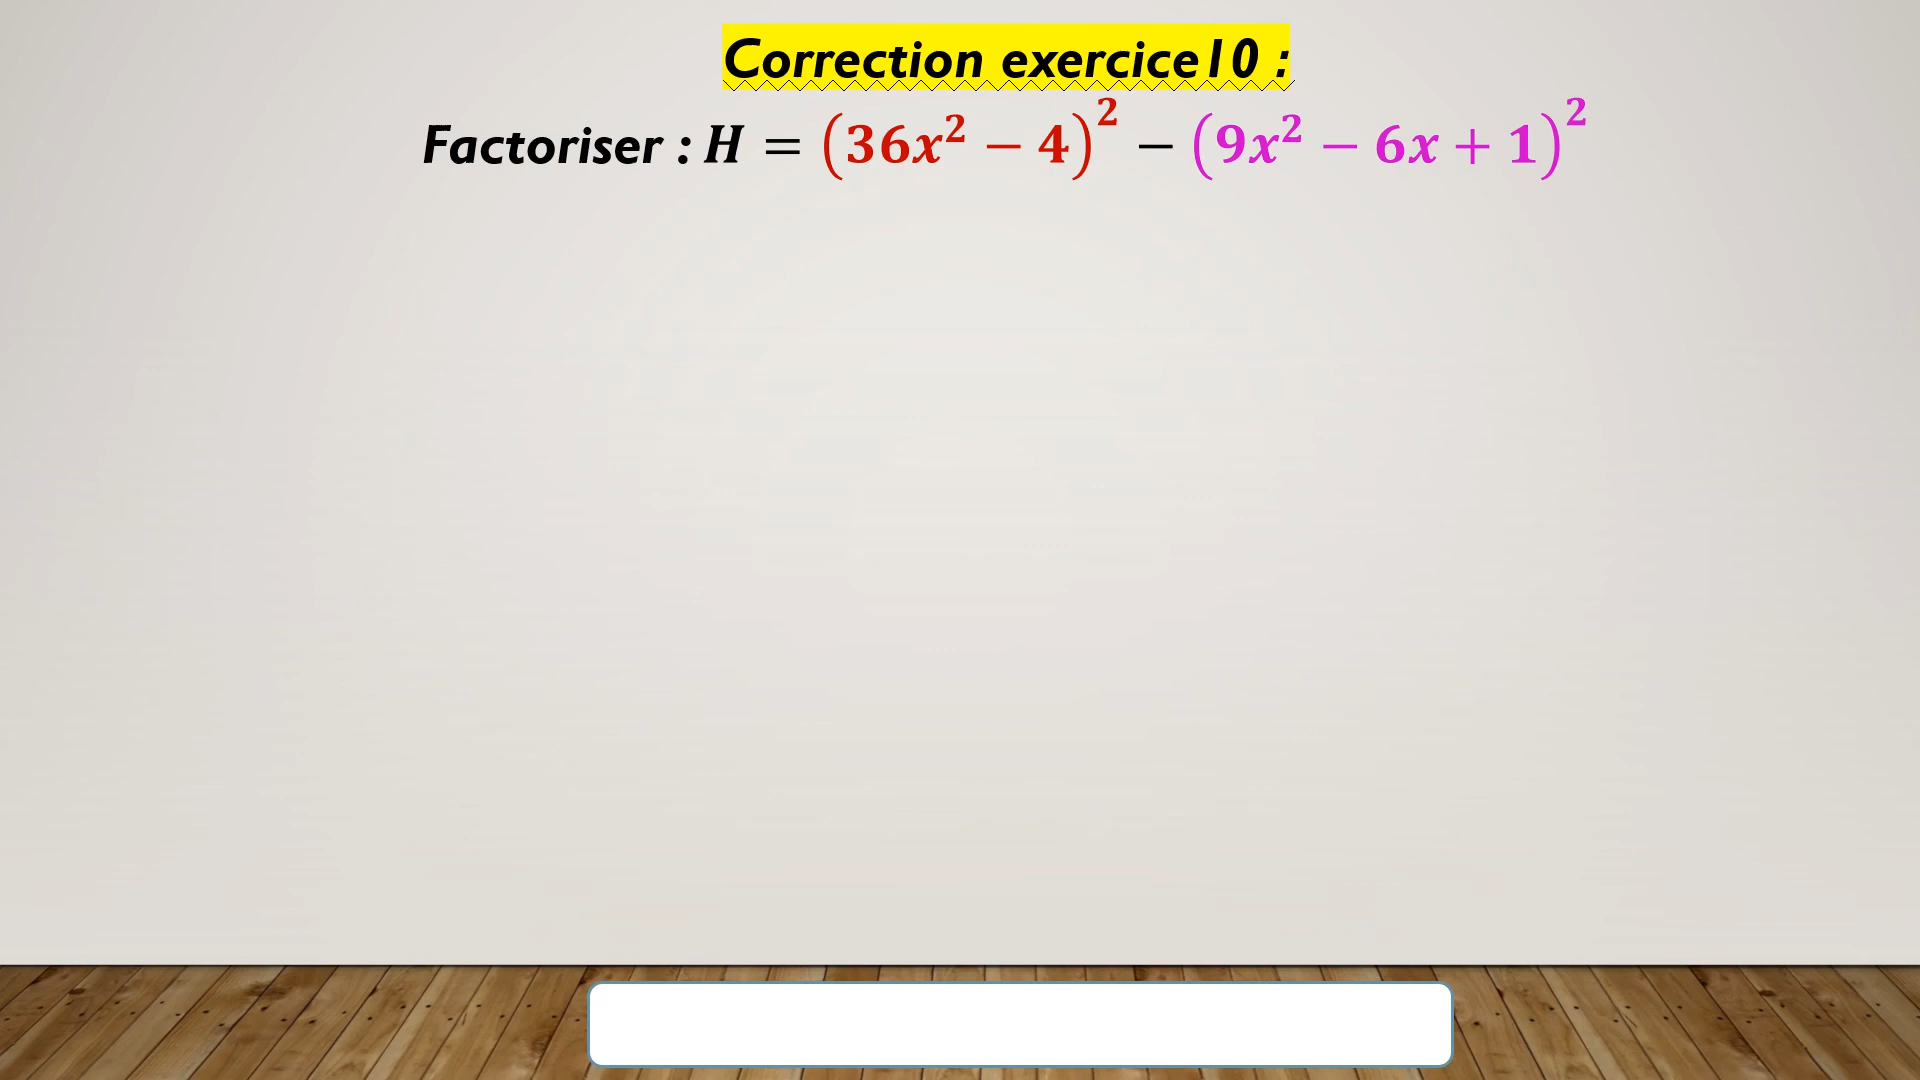 Correction exercice10 :
Factoriser : H = (36x² − 4)² − (9x² − 6x + 1)²